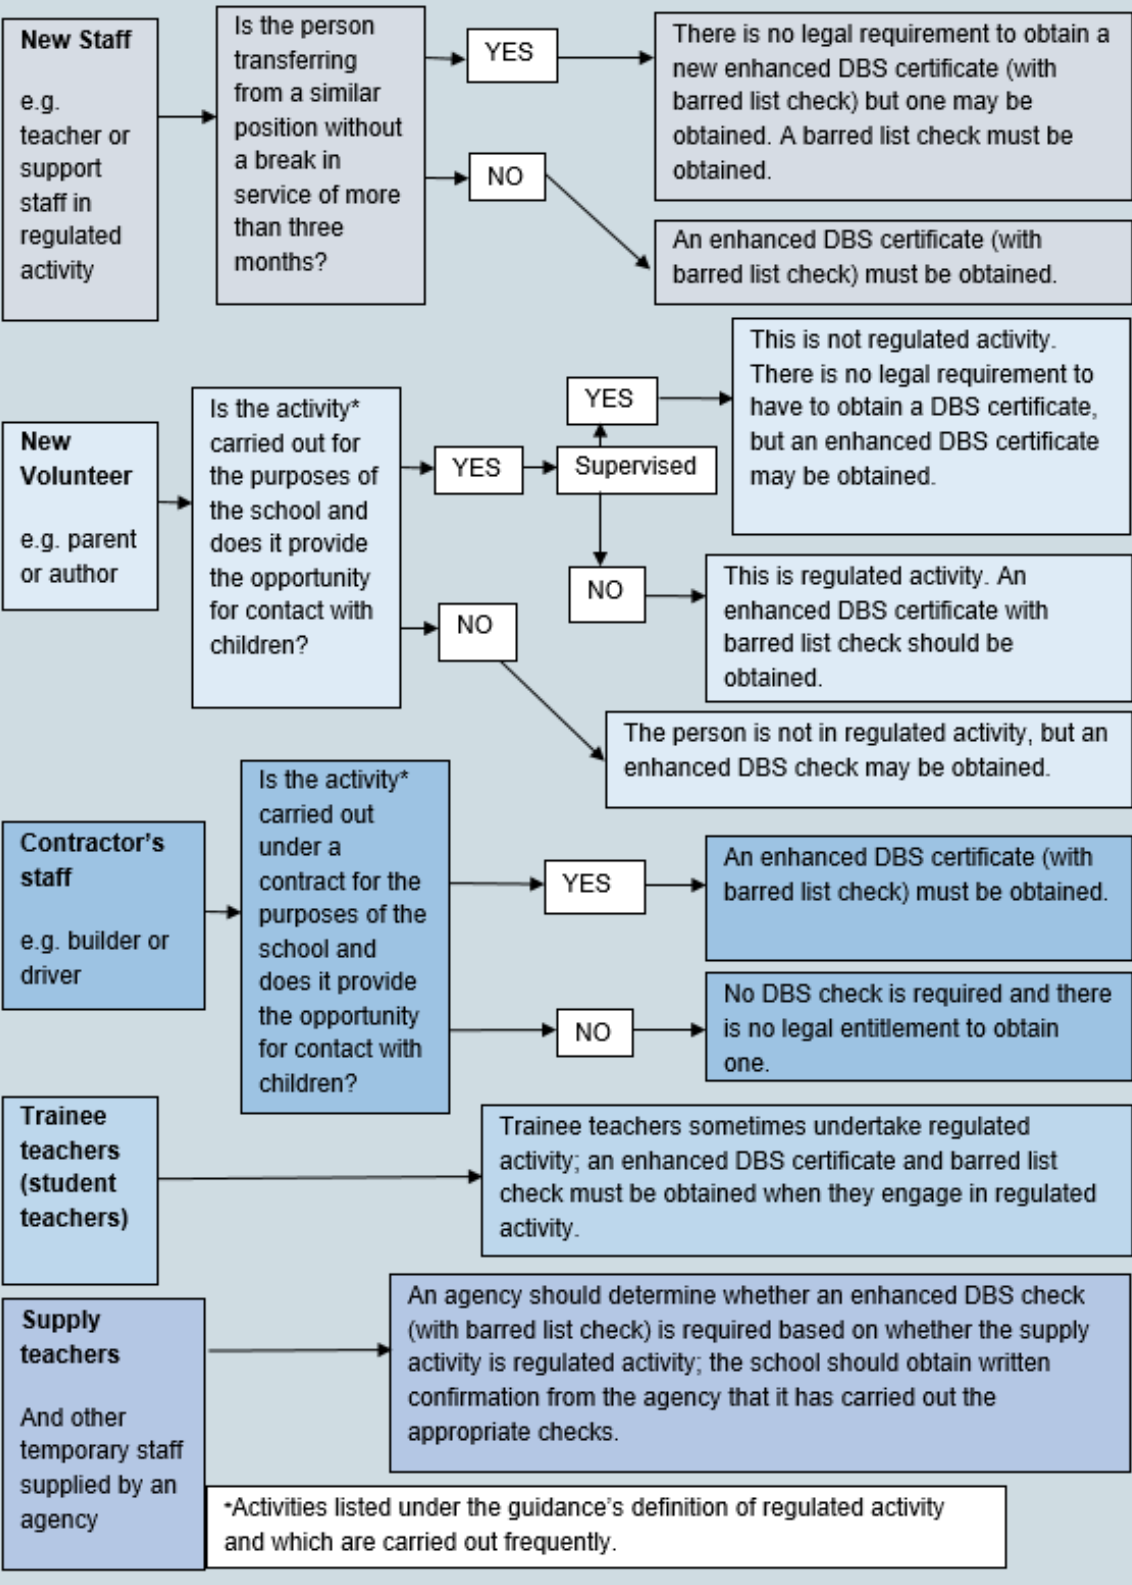 New Staff
e.g.
teacher or
support
staff in
regulated
activity
Is the person
transferring
from a similar
position without
a break in
service of more
than three
months?
YES
There is no legal requirement to obtain a
new enhanced DBS certificate (with
barred list check) but one may be
obtained. A barred list check must be
obtained.
NO
An enhanced DBS certificate (with
barred list check) must be obtained.
New
Volunteer
e.g. parent
or author
Is the activity*
carried out for
the purposes of
the school and
does it provide
the opportunity
for contact with
children?
YES
Supervised
YES
This is not regulated activity.
There is no legal requirement to
have to obtain a DBS certificate,
but an enhanced DBS certificate
may be obtained.
NO
This is regulated activity. An
enhanced DBS certificate with
barred list check should be
obtained.
NO
The person is not in regulated activity, but an
enhanced DBS check may be obtained.
Contractor's
staff
e.g. builder or
driver
Is the activity*
carried out
under a
contract for the
purposes of the
school and
does it provide
the opportunity
for contact with
children?
YES
An enhanced DBS certificate (with
barred list check) must be obtained.
NO
No DBS check is required and there
is no legal entitlement to obtain
one.
Trainee
teachers
(student
teachers)
Trainee teachers sometimes undertake regulated
activity; an enhanced DBS certificate and barred list
check must be obtained when they engage in regulated
activity.
Supply
teachers
And other
temporary staff
supplied by an
agency
An agency should determine whether an enhanced DBS check
(with barred list check) is required based on whether the supply
activity is regulated activity; the school should obtain written
confirmation from the agency that it has carried out the
appropriate checks.
*Activities listed under the guidance's definition of regulated activity
and which are carried out frequently.